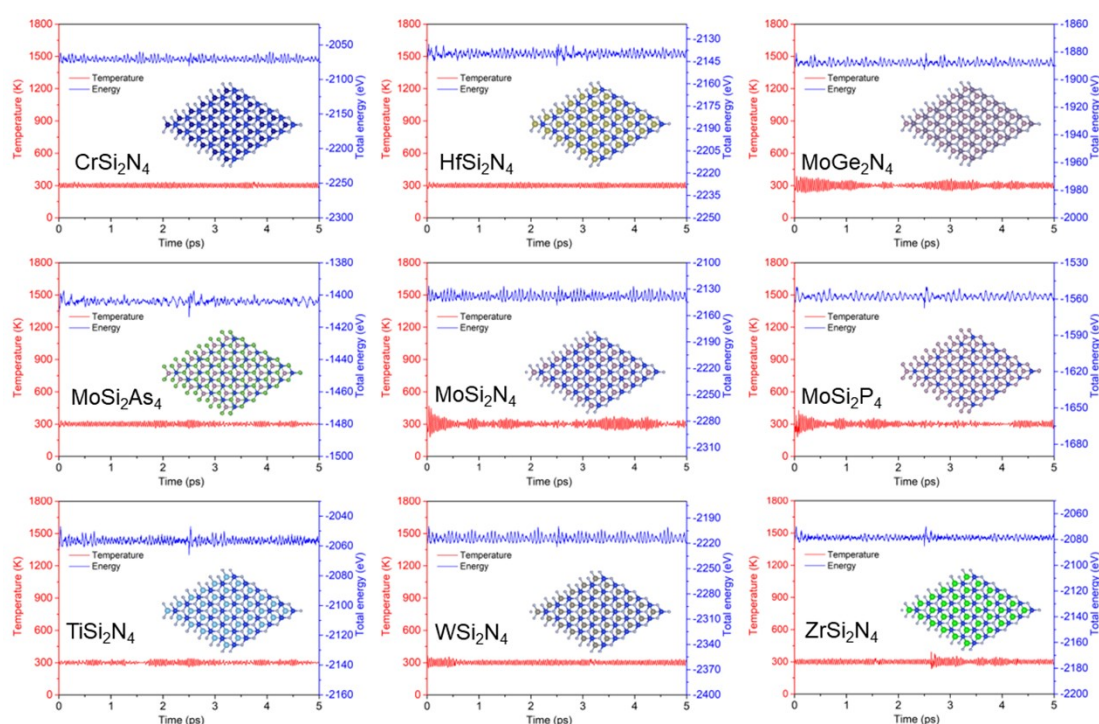 Temperature (K)
1800
1500
1200
900
600
300
0
Temperature
Energy
CrSi2N4
0 1 2 3 4 5
Time (ps)
-2050
-2100
-2150
-2200
-2250
-2300
Total energy (eV)
Temperature (K)
1800
1500
1200
900
600
300
0
Temperature
Energy
HfSi2N4
0 1 2 3 4 5
Time (ps)
-2130
-2145
-2160
-2175
-2190
-2205
-2220
-2235
-2250
Total energy (eV)
Temperature (K)
1800
1500
1200
900
600
300
0
Temperature
Energy
MoGe2N4
0 1 2 3 4 5
Time (ps)
-1860
-1880
-1900
-1920
-1940
-1960
-1980
-2000
Total energy (eV)
Temperature (K)
1800
1500
1200
900
600
300
0
Temperature
Energy
MoSi2As4
0 1 2 3 4 5
Time (ps)
-1380
-1400
-1420
-1440
-1460
-1480
-1500
Total energy (eV)
Temperature (K)
1800
1500
1200
900
600
300
0
Temperature
Energy
MoSi2N4
0 1 2 3 4 5
Time (ps)
-2100
-2130
-2160
-2190
-2220
-2250
-2280
-2310
Total energy (eV)
Temperature (K)
1800
1500
1200
900
600
300
0
Temperature
Energy
MoSi2P4
0 1 2 3 4 5
Time (ps)
-1530
-1560
-1590
-1620
-1650
-1680
Total energy (eV)
Temperature (K)
1800
1500
1200
900
600
300
0
Temperature
Energy
TiSi2N4
0 1 2 3 4 5
Time (ps)
-2040
-2060
-2080
-2100
-2120
-2140
-2160
Total energy (eV)
Temperature (K)
1800
1500
1200
900
600
300
0
Temperature
Energy
WSi2N4
0 1 2 3 4 5
Time (ps)
-2190
-2220
-2250
-2280
-2310
-2340
-2370
-2400
Total energy (eV)
Temperature (K)
1800
1500
1200
900
600
300
0
Temperature
Energy
ZrSi2N4
0 1 2 3 4 5
Time (ps)
-2060
-2080
-2100
-2120
-2140
-2160
-2180
-2200
Total energy (eV)